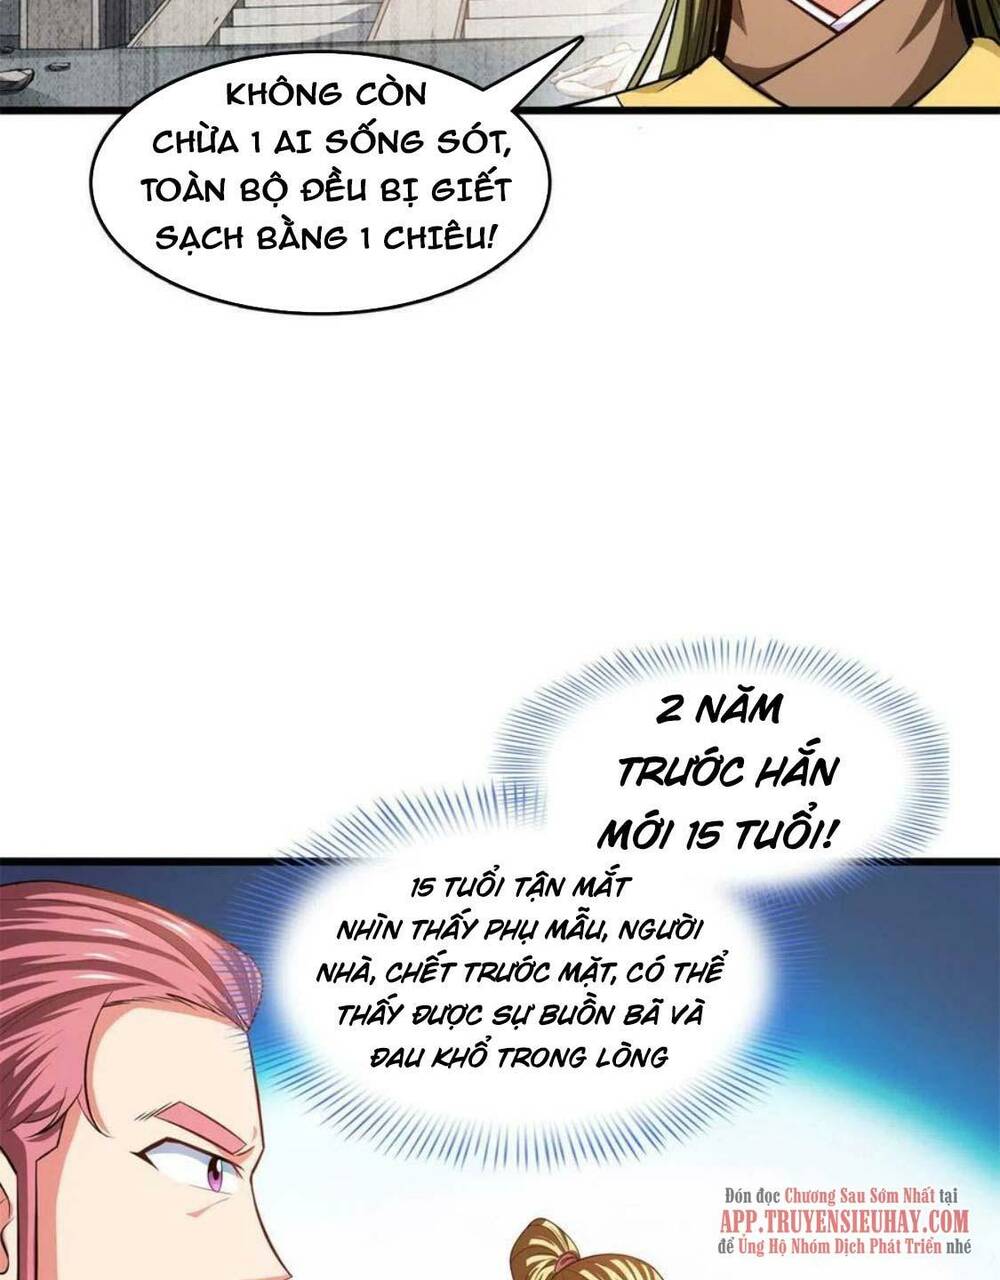 KHÔNG CÒN
CHỪA 1 AI SỐNG SÓT,
TOÀN BỘ ĐỀU BỊ GIẾT
SẠCH BẰNG 1 CHIÊU!
2 NĂM
TRƯỚC HẮN
MỚI 15 TUỔI!
15 TUỔI TẬN MẮT
NHÌN THẤY PHỤ MẪU, NGƯỜI
NHÀ, CHẾT TRƯỚC MẶT, CÓ THỂ
THẤY ĐƯỢC SỰ BUỒN BÃ VÀ
ĐAU KHỔ TRONG LÒNG
Đón đọc Chương Sau Sớm Nhất tại
APP.TRUYENSIEUHAY.COM
để Ủng Hộ Nhóm Dịch Phát Triển nhé